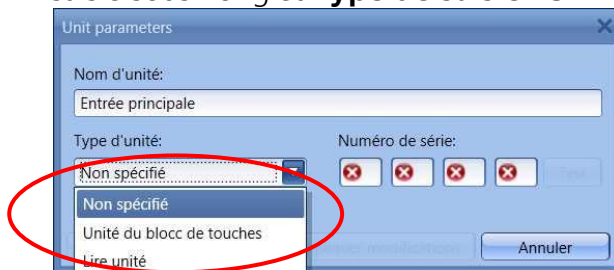 Unit parameters
Nom d'unité:
Entrée principale
Type d'unité:
Numéro de série:
Non spécifié
Non spécifié
Unité du blocc de touches
Lire unité
Annuler